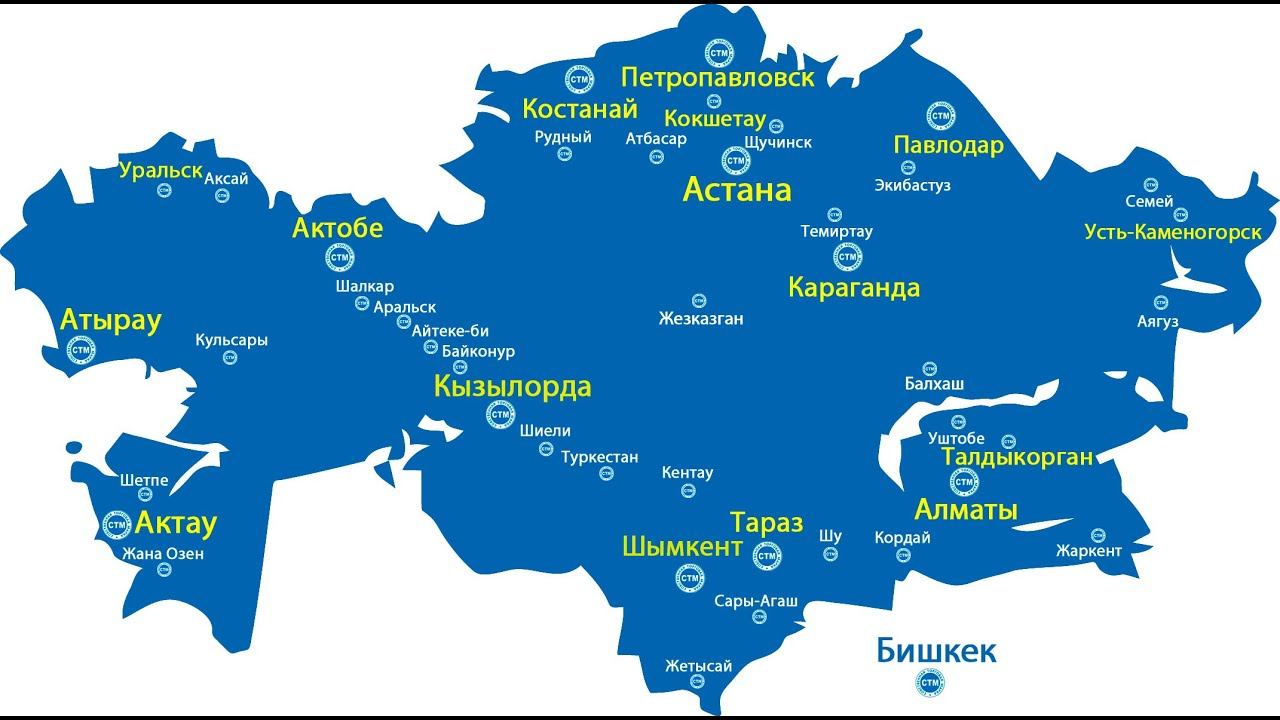 Петропавловск
Костанай
Кокшетау
Рудный
Атбасар
Щучинск
Павлодар
СТМ
Астана
Экибастуз
Уральск
Аксай
Семей
Усть-Каменогорск
Актобе
Темиртау
Караганда
Шалкар
Аральск
Айтеке-би
Байконур
Атырау
Кульсары
Жезказган
Аягуз
Балхаш
Кызылорда
Шиели
Туркестан
Кентау
Уштобе
Талдыкорган
Алматы
Шетпе
Актау
Жана Озен
Тараз
Шымкент
Шу
Кордай
Жаркент
Сары-Агаш
Жетысай
Бишкек
СТМ